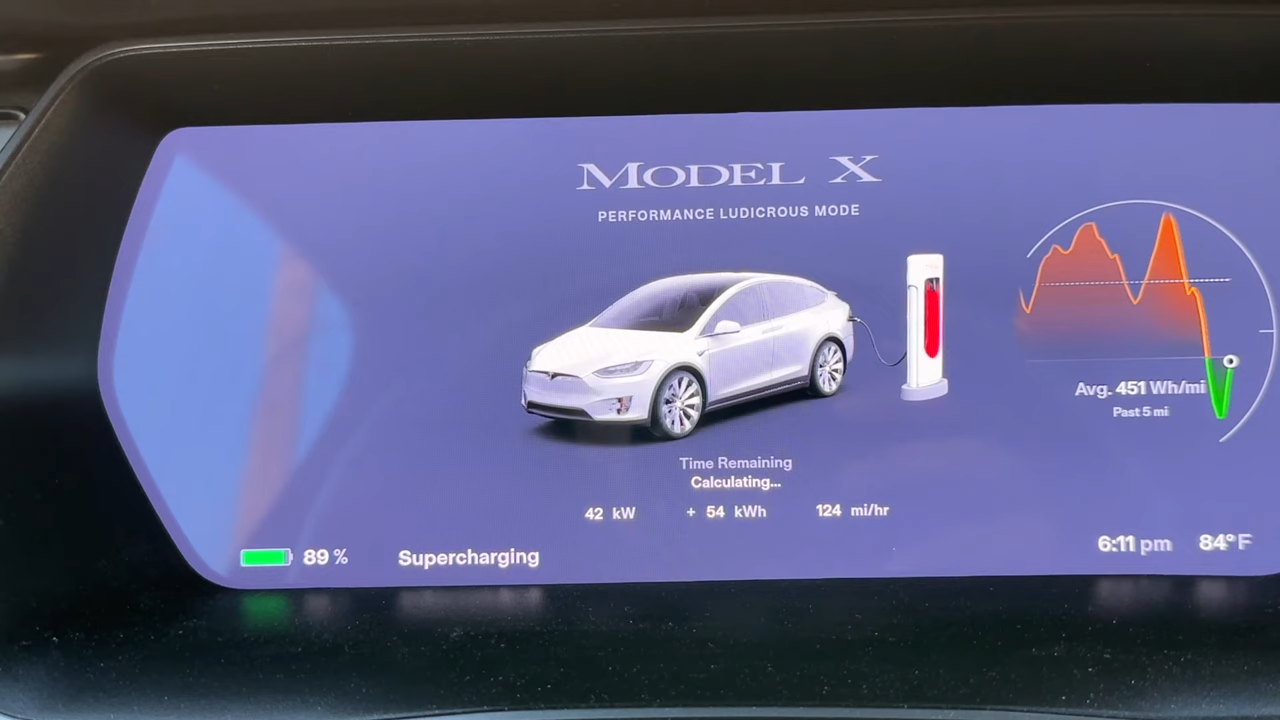 MODEL X
PERFORMANCE LUDICROUS MODE
Avg. 451 Wh/mi
Past 5 mi
Time Remaining
Calculating...
42 kW + 54 kWh 124 mi/hr
89 % Supercharging 6:11 pm 84°F